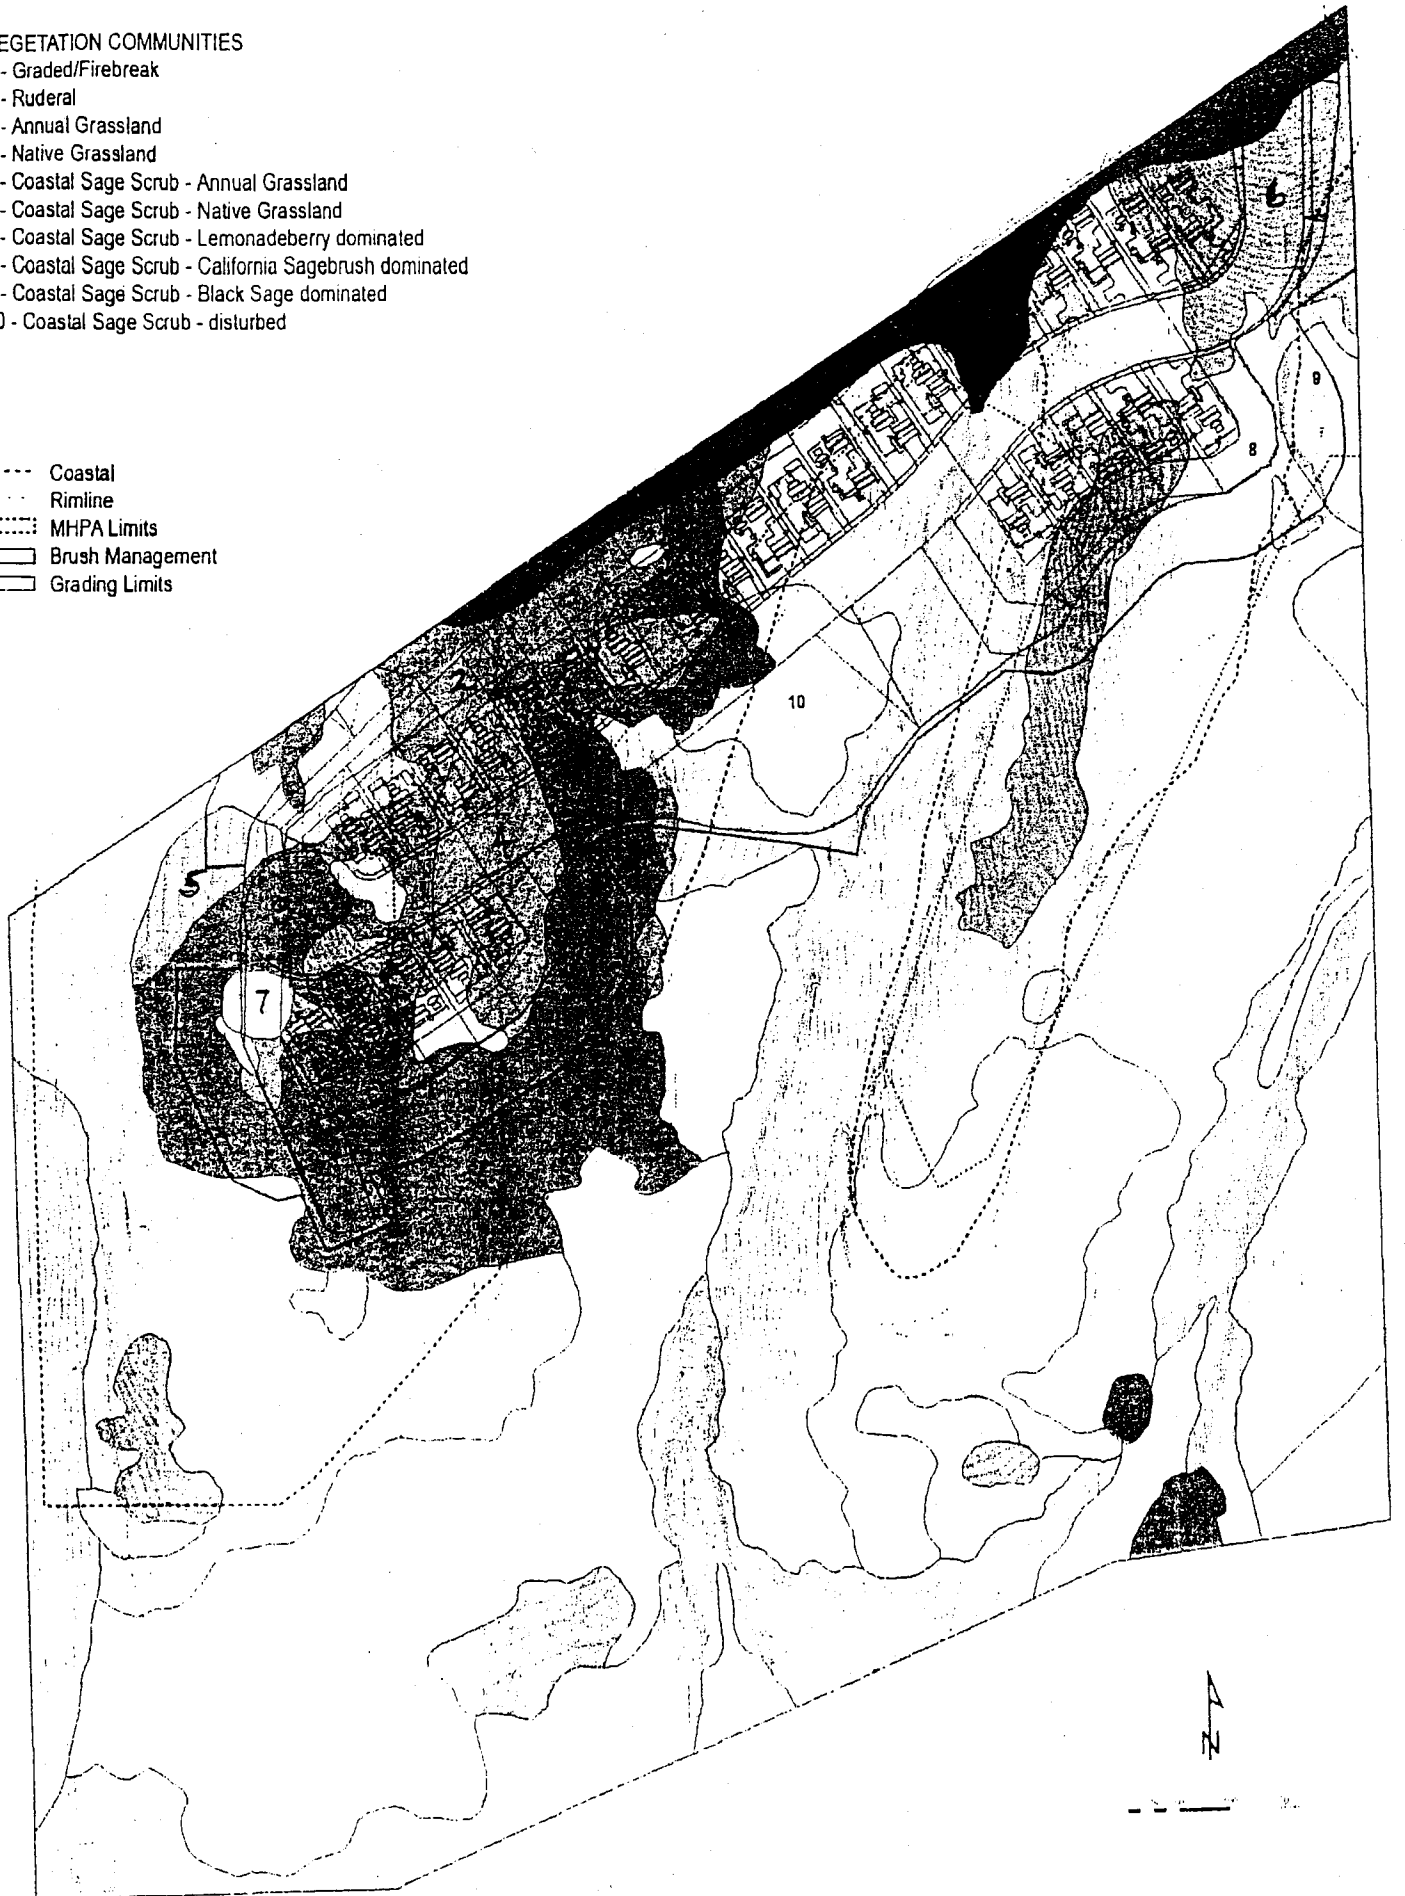 EGETATION COMMUNITIES
- Graded/Firebreak
- Ruderal
- Annual Grassland
- Native Grassland
- Coastal Sage Scrub - Annual Grassland
- Coastal Sage Scrub - Native Grassland
- Coastal Sage Scrub - Lemonadeberry dominated
- Coastal Sage Scrub - California Sagebrush dominated
- Coastal Sage Scrub - Black Sage dominated
0 - Coastal Sage Scrub - disturbed
Coastal
Rimline
MHPA Limits
Brush Management
Grading Limits
6
9
8
2
10
5
7
N